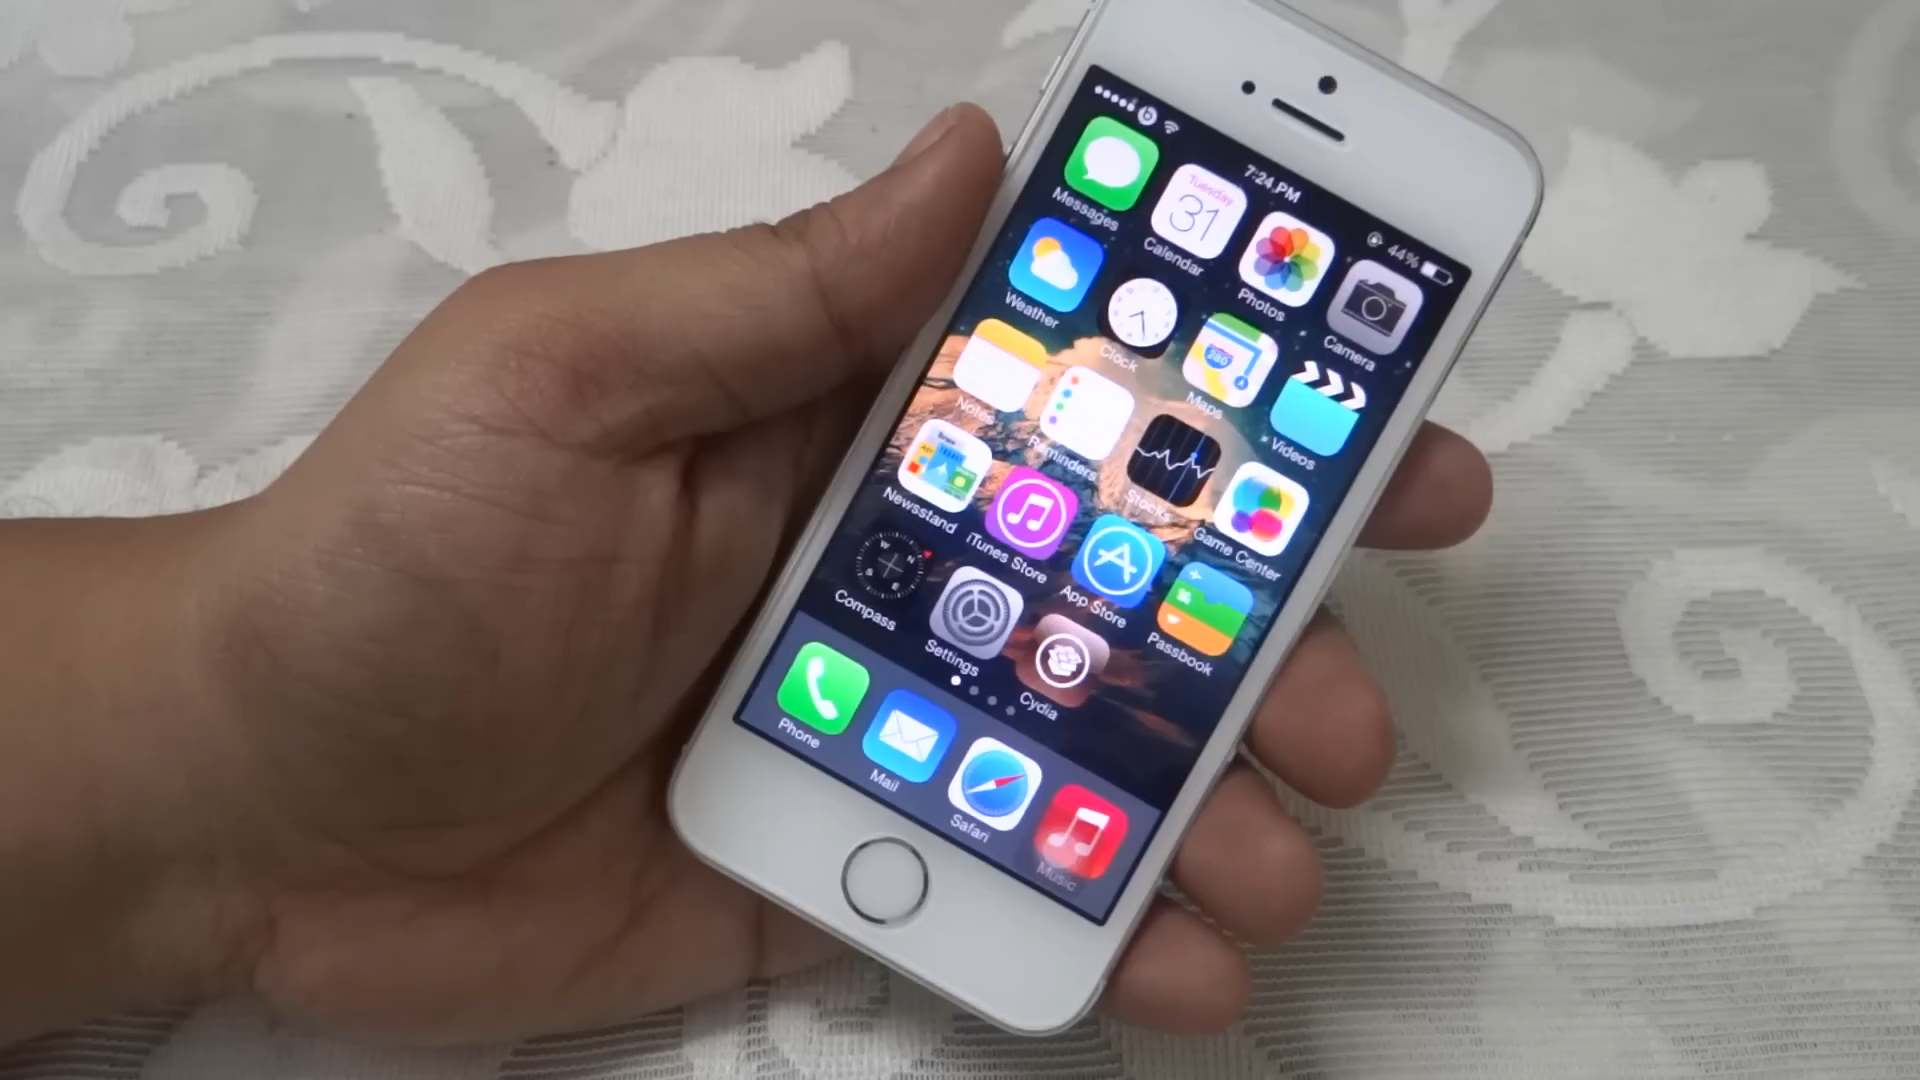 7:24 PM
44%
Messages
Tuesday
31
Calendar
Photos
Camera
Weather
Clock
280
Maps
Videos
Notes
Reminders
Stocks
Game Center
Newsstand
iTunes Store
App Store
Passbook
W N
S E
Compass
Settings
Cydia
Phone
Mail
Safari
Music